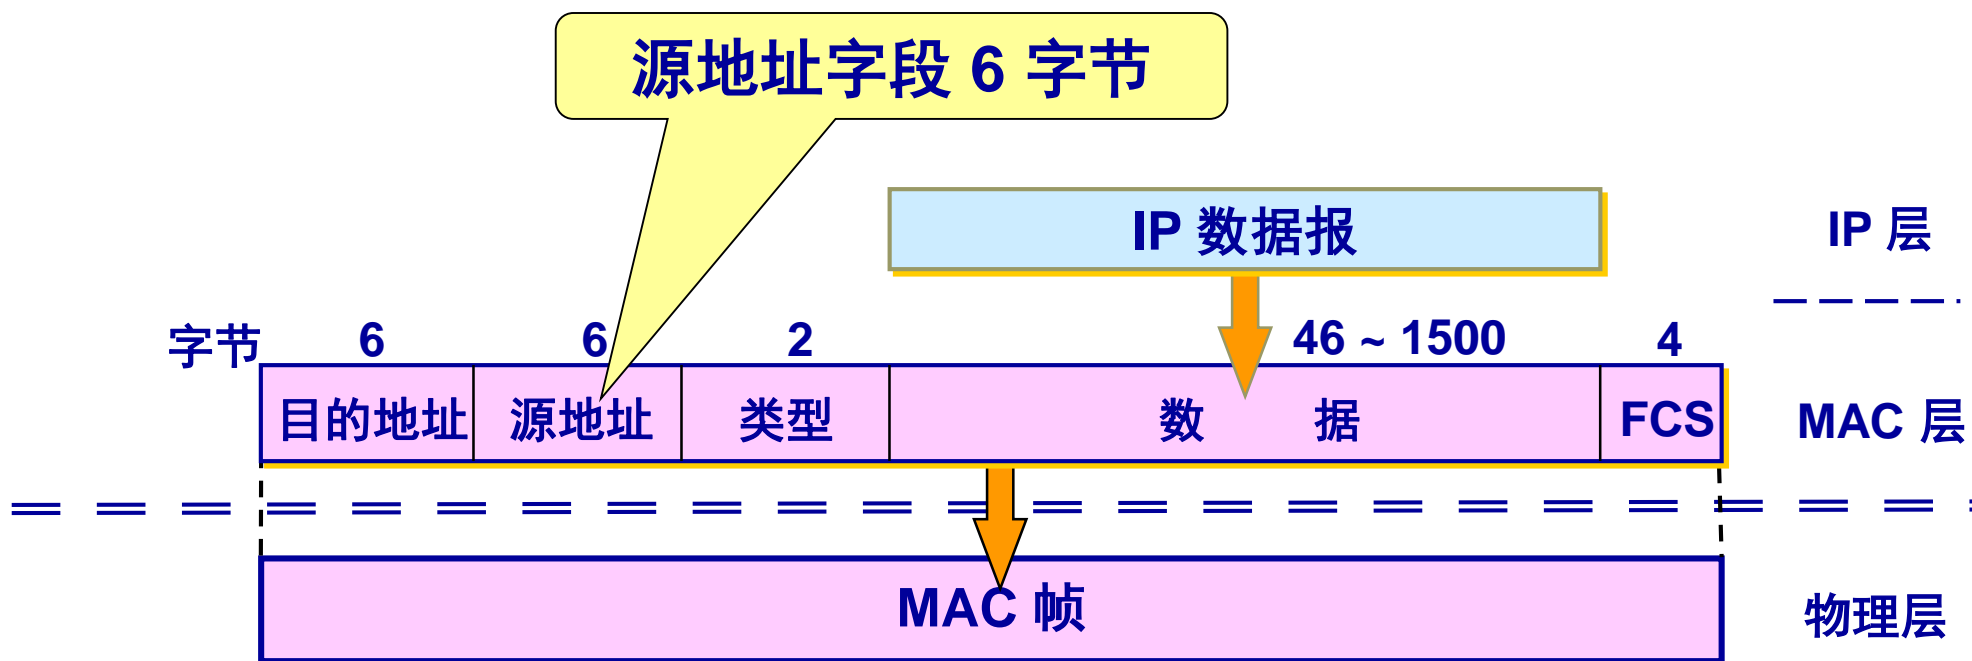 源地址字段 6 字节
IP 数据报
IP 层
字节 6 6 2 46 ~ 1500 4
目的地址 源地址 类型 数 据 FCS MAC 层
MAC 帧
物理层